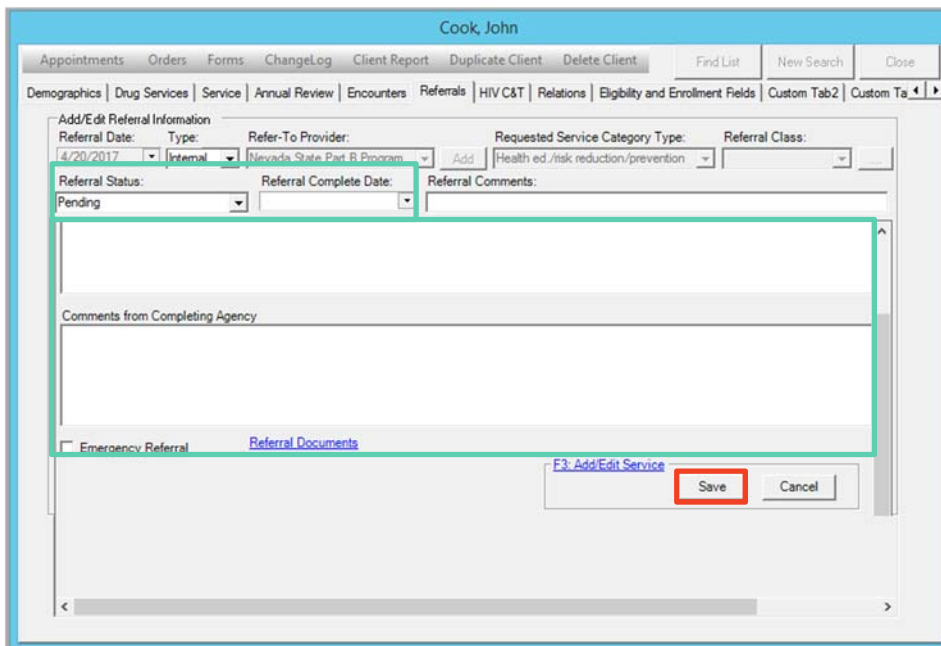 Cook, John
Appointments Orders Forms ChangeLog Client Report Duplicate Client Delete Client Find List New Search Close
Demographics Drug Services Service Annual Review Encounters Referrals HIV C&T Relations Eligibility and Enrollment Fields Custom Tab2 Custom Ta
Add/Edit Referral Information
Referral Date: Type: Refer-To Provider: Requested Service Category Type: Referral Class:
4/20/2017 Internal Nevada State Part B Program Add Health ed./risk reduction/prevention ...
Referral Status: Referral Complete Date: Referral Comments:
Pending
Comments from Completing Agency
Emergency Referral Referral Documents
F3: Add/Edit Service
Save Cancel